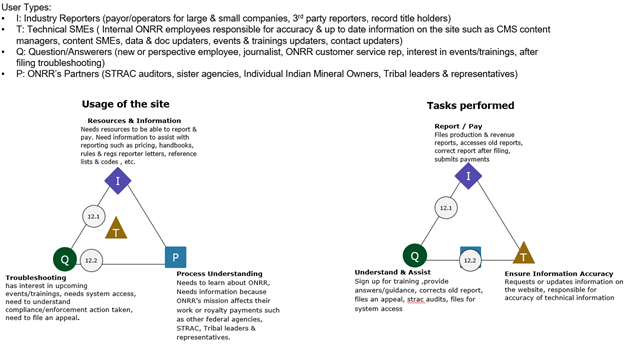 User Types:
• I: Industry Reporters (payor/operators for large & small companies, 3rd party reporters, record title holders)
• T: Technical SMEs ( Internal ONRR employees responsible for accuracy & up to date information on the site such as CMS content
managers, content SMEs, data & doc updaters, events & trainings updaters, contact updaters)
• Q: Question/Answers (new or perspective employee, journalist, ONRR customer service rep, interest in events/trainings, after
filing troubleshooting)
• P: ONRR's Partners (STRAC auditors, sister agencies, Individual Indian Mineral Owners, Tribal leaders & representatives)
Usage of the site
Resources & Information
Needs resources to be able to report &
pay. Need information to assist with
reporting such as pricing, handbooks,
rules & regs reporter letters, reference
lists & codes , etc.
I
12.1
T
Q
12.2
P
Troubleshooting
has interest in upcoming
events/trainings, needs system access,
need to understand
compliance/enforcement action taken,
need to file an appeal.
Process Understanding
Needs to learn about ONRR,
Needs information because
ONRR's mission affects their
work or royalty payments such
as other federal agencies,
STRAC, Tribal leaders &
representatives.
Tasks performed
Report / Pay
Files production & revenue
reports, accesses old reports,
correct report after filing,
submits payments
I
12.1
Q
12.2
T
Understand & Assist
Sign up for training ,provide
answers/guidance, corrects old report,
files an appeal, strac audits, files for
system access
Ensure Information Accuracy
Requests or updates information on
the website, responsible for
accuracy of technical information